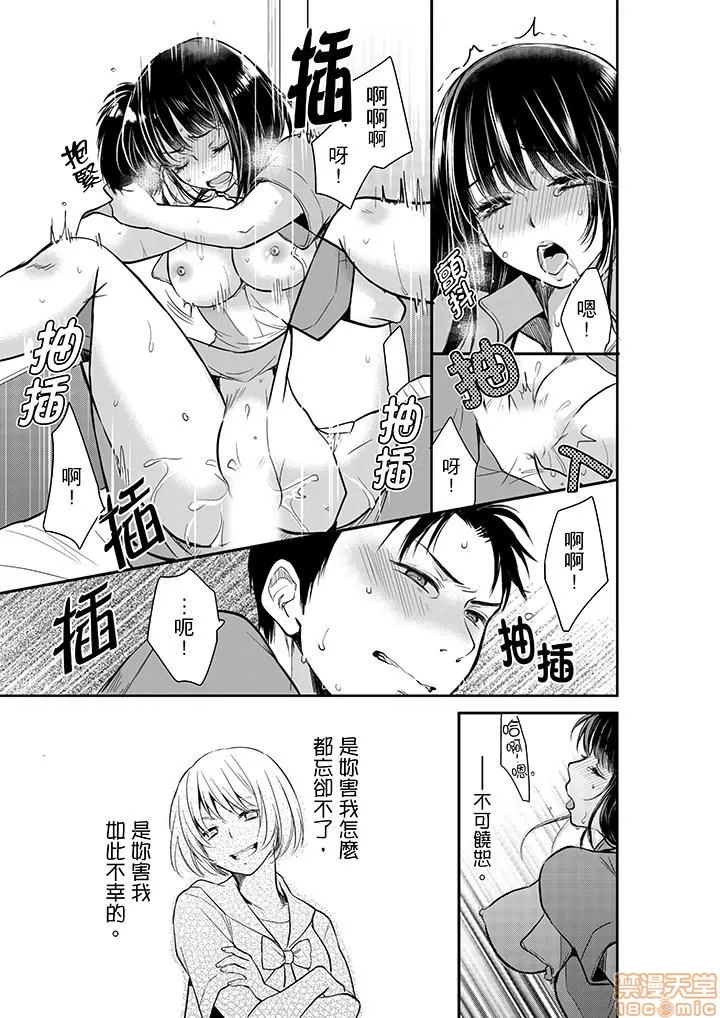 嗯！
顫抖
啊啊啊
呀！
插
抱緊
抽插
啊！
抽插
抽
呀！
插
啊啊！
…呃！
插
抽插
哈啊！嗯
——不可饒恕。
是妳害我怎麼
都忘卻不了，
是妳害我
如此不幸的。
禁漫天堂
18comic